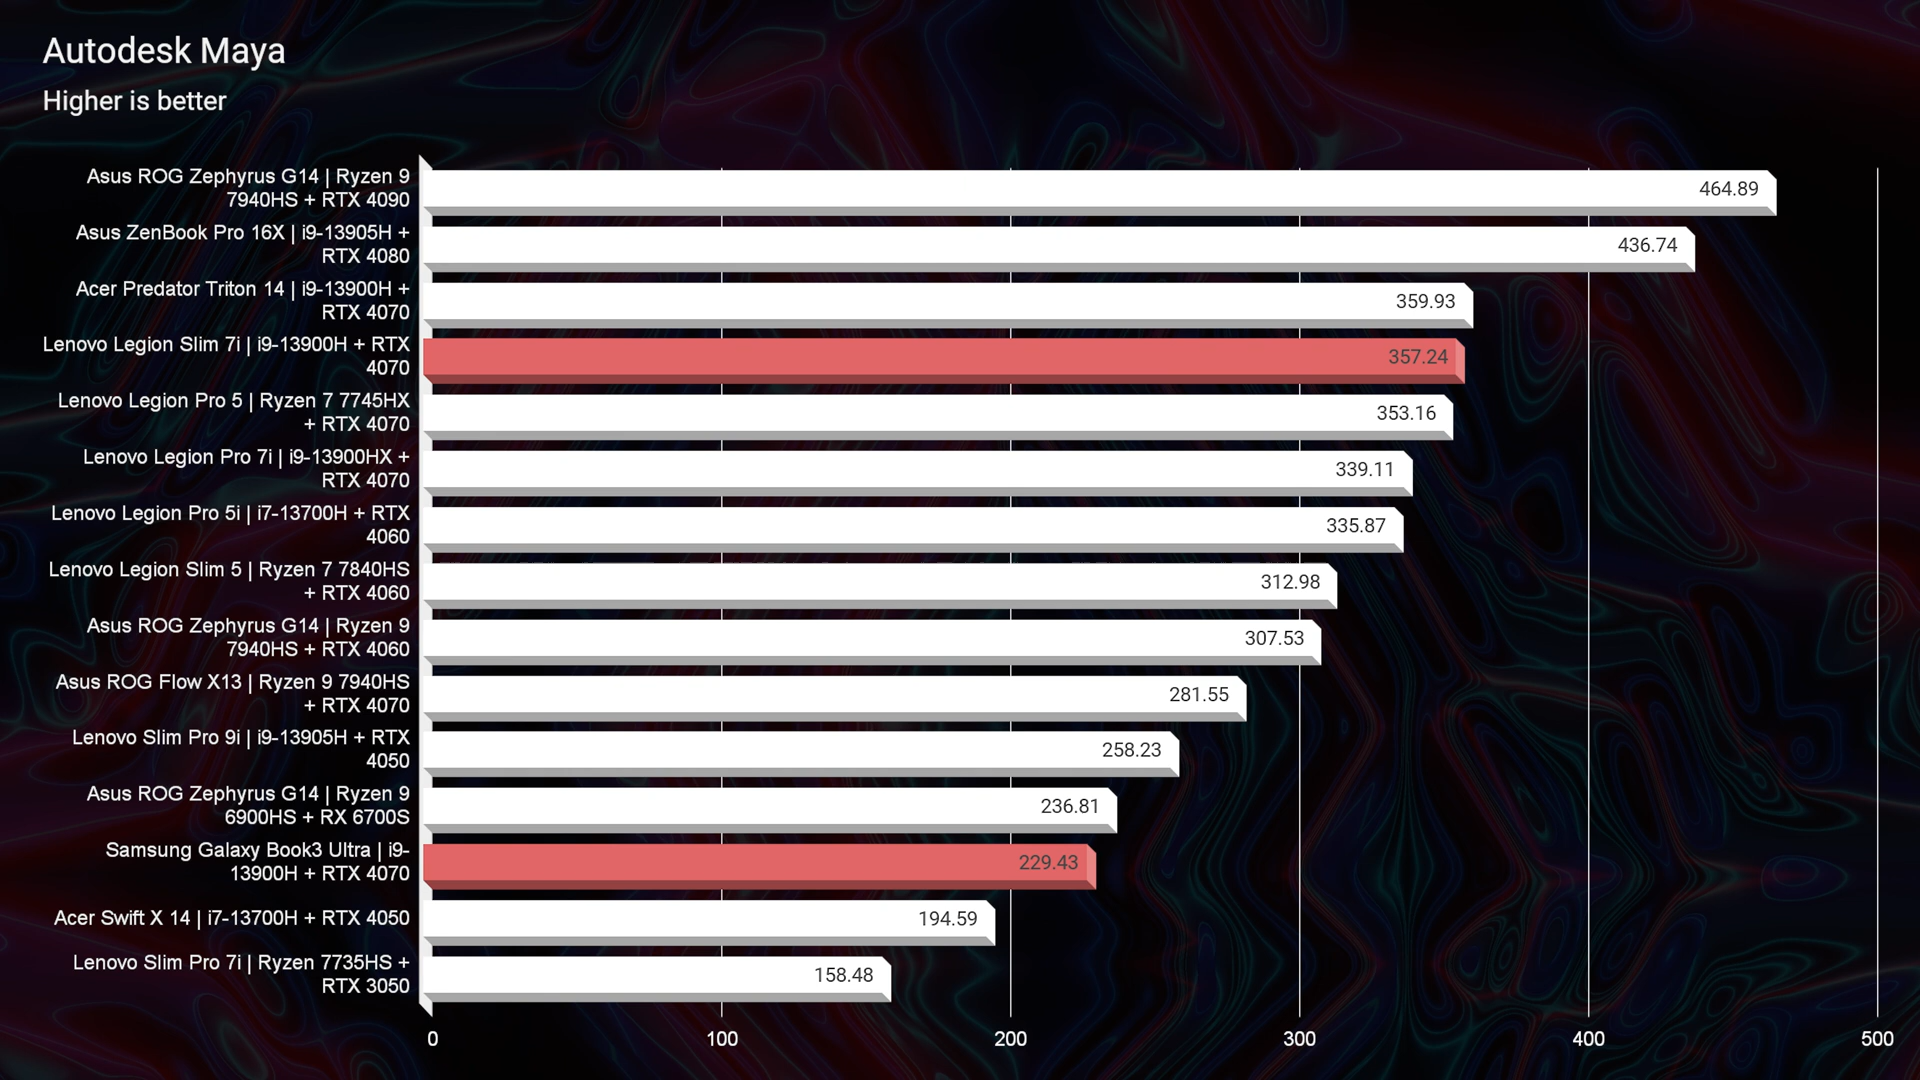 Autodesk Maya
Higher is better
Asus ROG Zephyrus G14 | Ryzen 9
7940HS + RTX 4090
464.89
Asus ZenBook Pro 16X | i9-13905H +
RTX 4080
436.74
Acer Predator Triton 14 | i9-13900H +
RTX 4070
359.93
Lenovo Legion Slim 7i | i9-13900H + RTX
4070
357.24
Lenovo Legion Pro 5 | Ryzen 7 7745HX
+ RTX 4070
353.16
Lenovo Legion Pro 7i | i9-13900HX +
RTX 4070
339.11
Lenovo Legion Pro 5i | i7-13700H + RTX
4060
335.87
Lenovo Legion Slim 5 | Ryzen 7 7840HS
+ RTX 4060
312.98
Asus ROG Zephyrus G14 | Ryzen 9
7940HS + RTX 4060
307.53
Asus ROG Flow X13 | Ryzen 9 7940HS
+ RTX 4070
281.55
Lenovo Slim Pro 9i | i9-13905H + RTX
4050
258.23
Asus ROG Zephyrus G14 | Ryzen 9
6900HS + RX 6700S
236.81
Samsung Galaxy Book3 Ultra | i9-
13900H + RTX 4070
229.43
Acer Swift X 14 | i7-13700H + RTX 4050
194.59
Lenovo Slim Pro 7i | Ryzen 7735HS +
RTX 3050
158.48
0 100 200 300 400 500